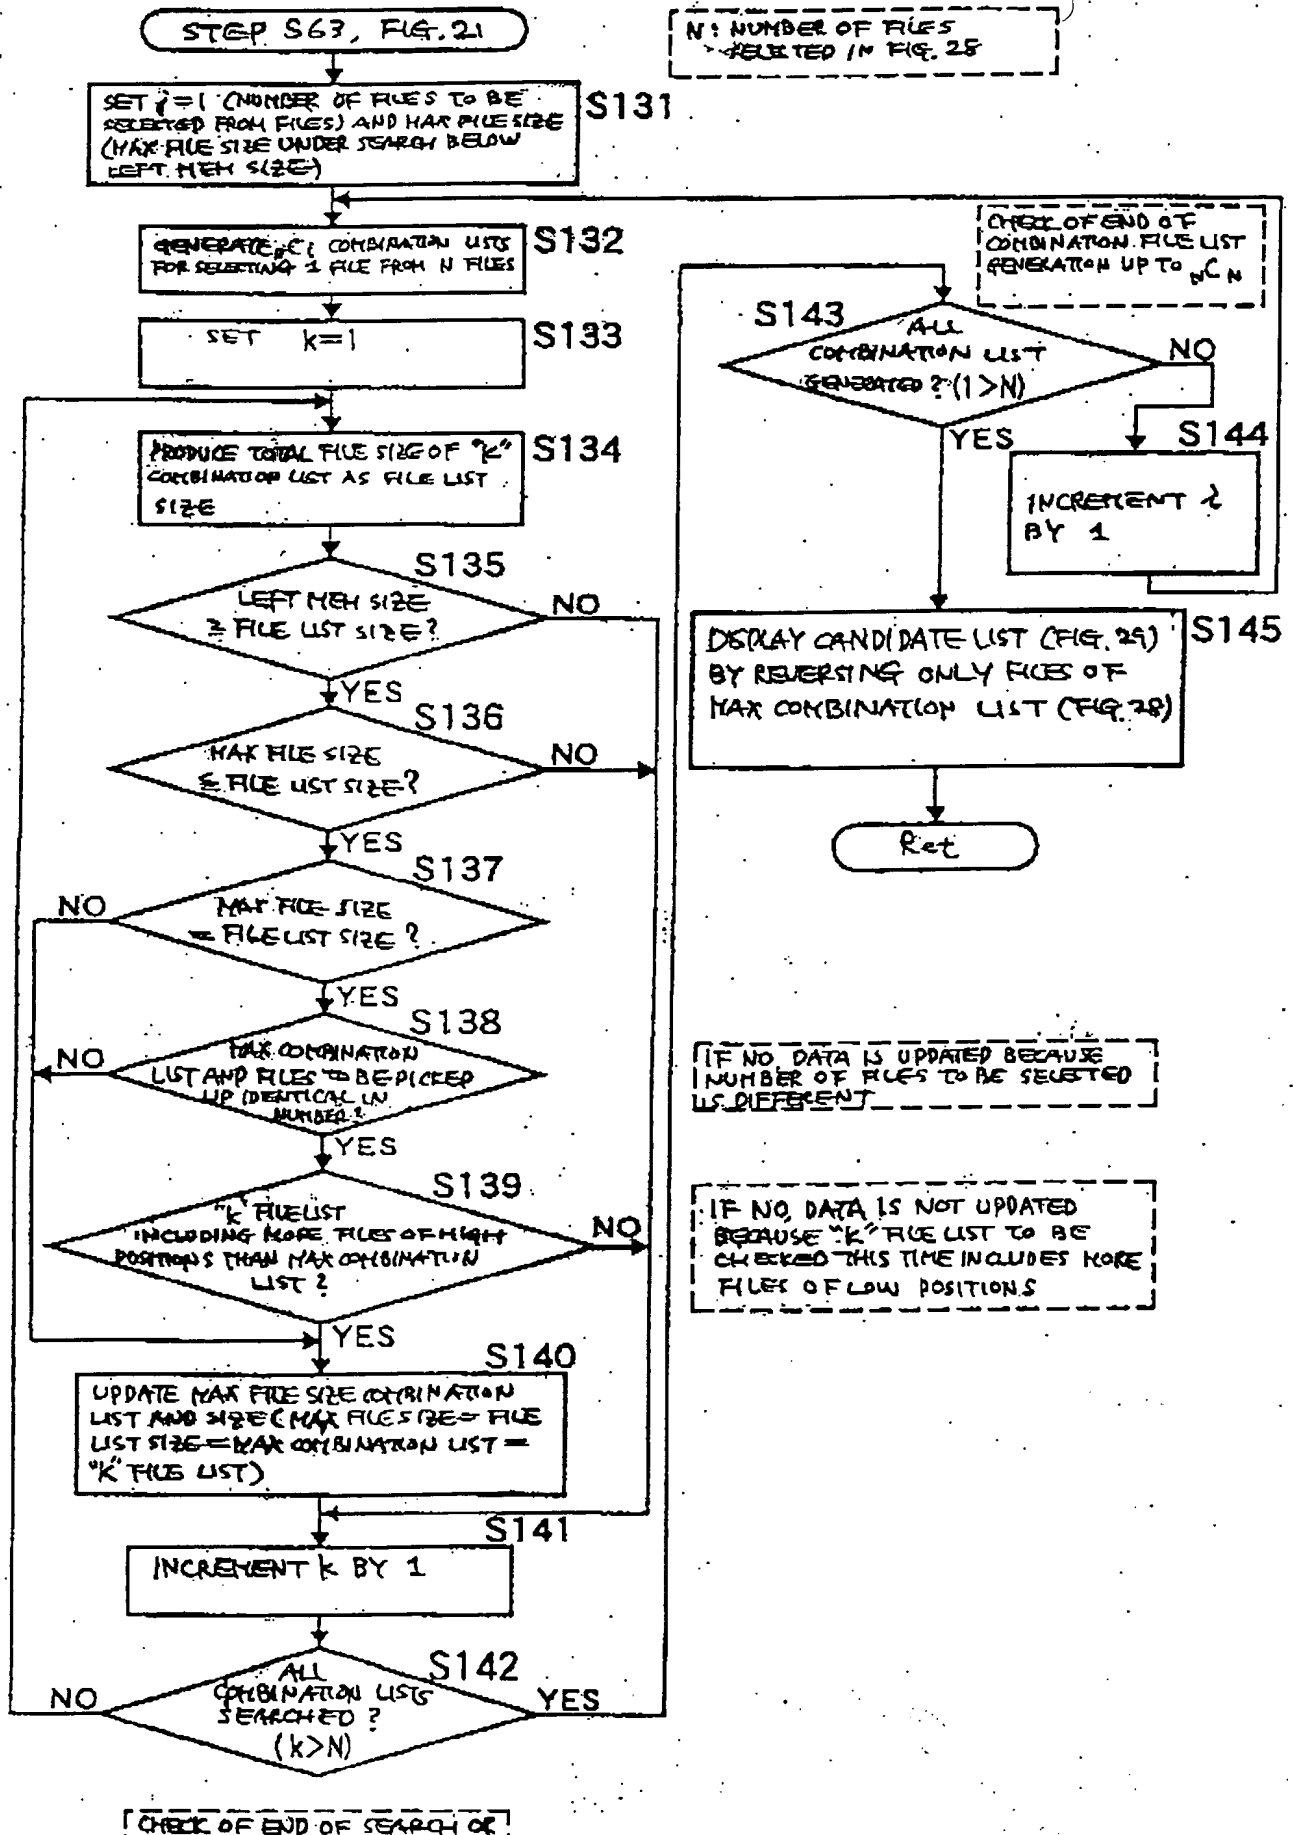 STEP S63, FIG. 21
N: NUMBER OF FILES
SELECTED IN FIG. 28
SET i=1 (NUMBER OF FILES TO BE
SELECTED FROM FILES) AND MAX FILE SIZE
(MAX FILE SIZE UNDER SEARCH BELOW
LEFT MEM SIZE)
S131
GENERATE nCi COMBINATION LISTS
FOR SELECTING 1 FILE FROM N FILES
S132
SET k=1
S133
PRODUCE TOTAL FILE SIZE OF "K"
COMBINATION LIST AS FILE LIST
SIZE
S134
S135
LEFT MEM SIZE
≥ FILE LIST SIZE?
NO
YES
S136
MAX FILE SIZE
≤ FILE LIST SIZE?
NO
YES
S137
MAX FILE SIZE
= FILE LIST SIZE?
NO
YES
S138
MAX COMBINATION
LIST AND FILES TO BE PICKED
UP IDENTICAL IN
NUMBER?
NO
YES
S139
"K" FILE LIST
INCLUDING MORE FILES OF HIGH
POSITIONS THAN MAX COMBINATION
LIST?
NO
YES
S140
UPDATE MAX FILE SIZE COMBINATION
LIST AND SIZE (MAX FILE SIZE = FILE
LIST SIZE = MAX COMBINATION LIST =
"K" FILE LIST)
S141
INCREMENT k BY 1
S142
ALL
COMBINATION LISTS
SEARCHED?
(k>N)
NO
YES
CHECK OF END OF SEARCH OF
CHECK OF END OF
COMBINATION FILE LIST
GENERATION UP TO NCN
S143
ALL
COMBINATION LIST
GENERATED? (1>N)
NO
YES
S144
INCREMENT i
BY 1
DISPLAY CANDIDATE LIST (FIG. 29)
BY REVERSING ONLY FILES OF
MAX COMBINATION LIST (FIG. 28)
S145
Ret
IF NO, DATA IS UPDATED BECAUSE
NUMBER OF FILES TO BE SELECTED
IS DIFFERENT
IF NO, DATA IS NOT UPDATED
BECAUSE "K" FILE LIST TO BE
CHECKED THIS TIME INCLUDES MORE
FILES OF LOW POSITIONS